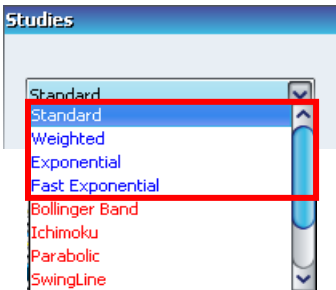 Studies
Standard
Standard
Weighted
Exponential
Fast Exponential
Bollinger Band
Ichimoku
Parabolic
SwingLine